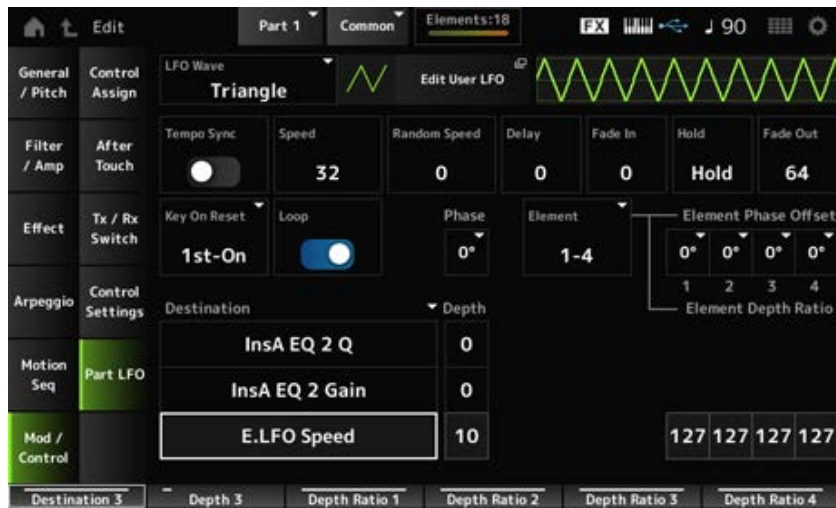 Edit
Part 1
Common
Elements:18
FX
♩ 90
General / Pitch
Control Assign
LFO Wave
Triangle
Edit User LFO
Filter / Amp
After Touch
Tempo Sync
Speed
32
Random Speed
0
Delay
0
Fade In
0
Hold
Hold
Fade Out
64
Effect
Tx / Rx Switch
Key On Reset
1st-On
Loop
Phase
0°
Element
1-4
Element Phase Offset
0° 0° 0° 0°
1 2 3 4
Element Depth Ratio
Arpeggio
Control Settings
Destination
Depth
InsA EQ 2 Q
0
Motion Seq
Part LFO
InsA EQ 2 Gain
0
Mod / Control
E.LFO Speed
10
127 127 127 127
Destination 3
Depth 3
Depth Ratio 1
Depth Ratio 2
Depth Ratio 3
Depth Ratio 4